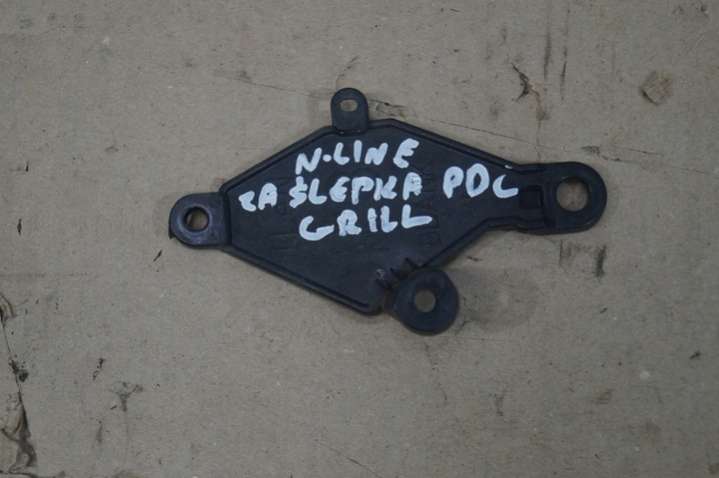 N-LINE
ZAŚLEPKA PDC
GRILL